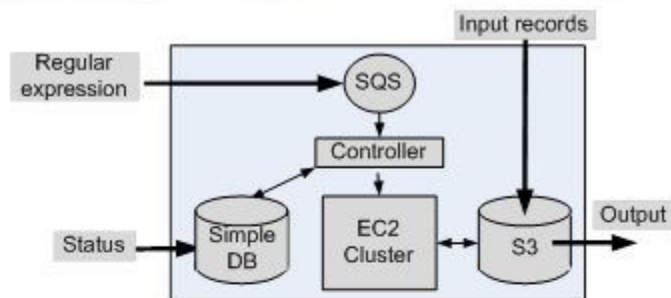 Input records
Regular
expression
SQS
Controller
Simple
DB
EC2
Cluster
S3
Output
Status